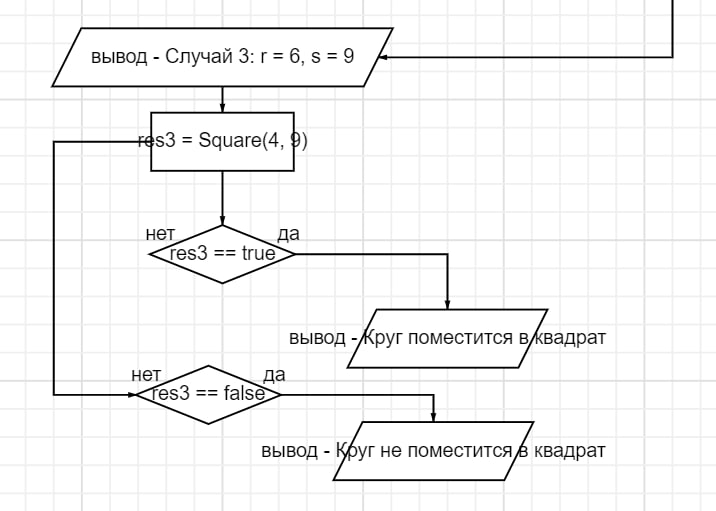 вывод - Случай 3: r = 6, s = 9
res3 = Square(4, 9)
нет
да
res3 == true
вывод - Круг поместится в квадрат
нет
да
res3 == false
вывод - Круг не поместится в квадрат